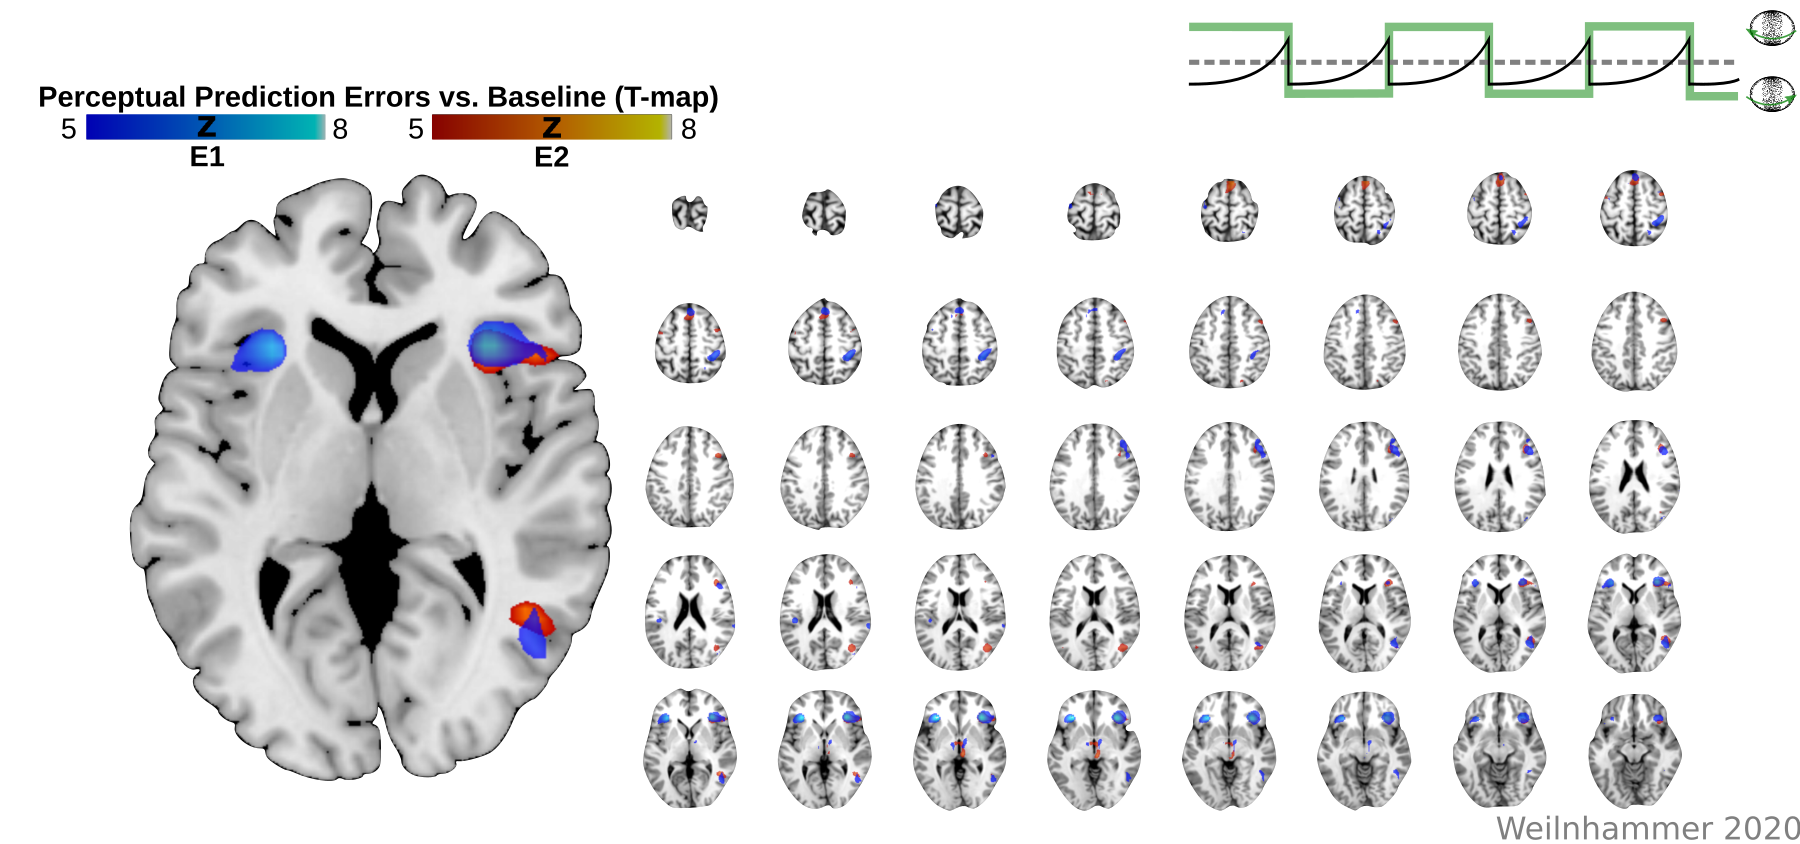 Perceptual Prediction Errors vs. Baseline (T-map)
5 Z 8 5 Z 8
E1 E2
Weilnhammer 2020